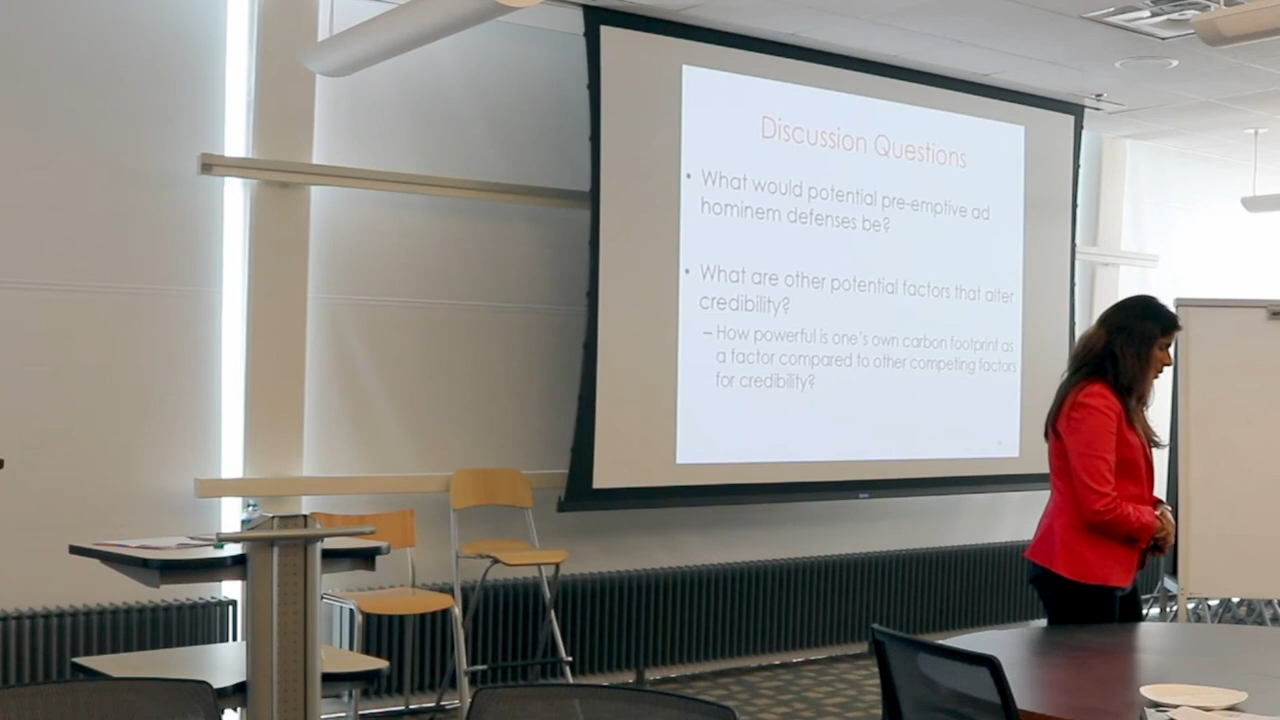 Discussion Questions
• What would potential pre-emptive ad
hominem defenses be?
• What are other potential factors that alter
credibility?
– How powerful is one's own carbon footprint as
a factor compared to other competing factors
for credibility?